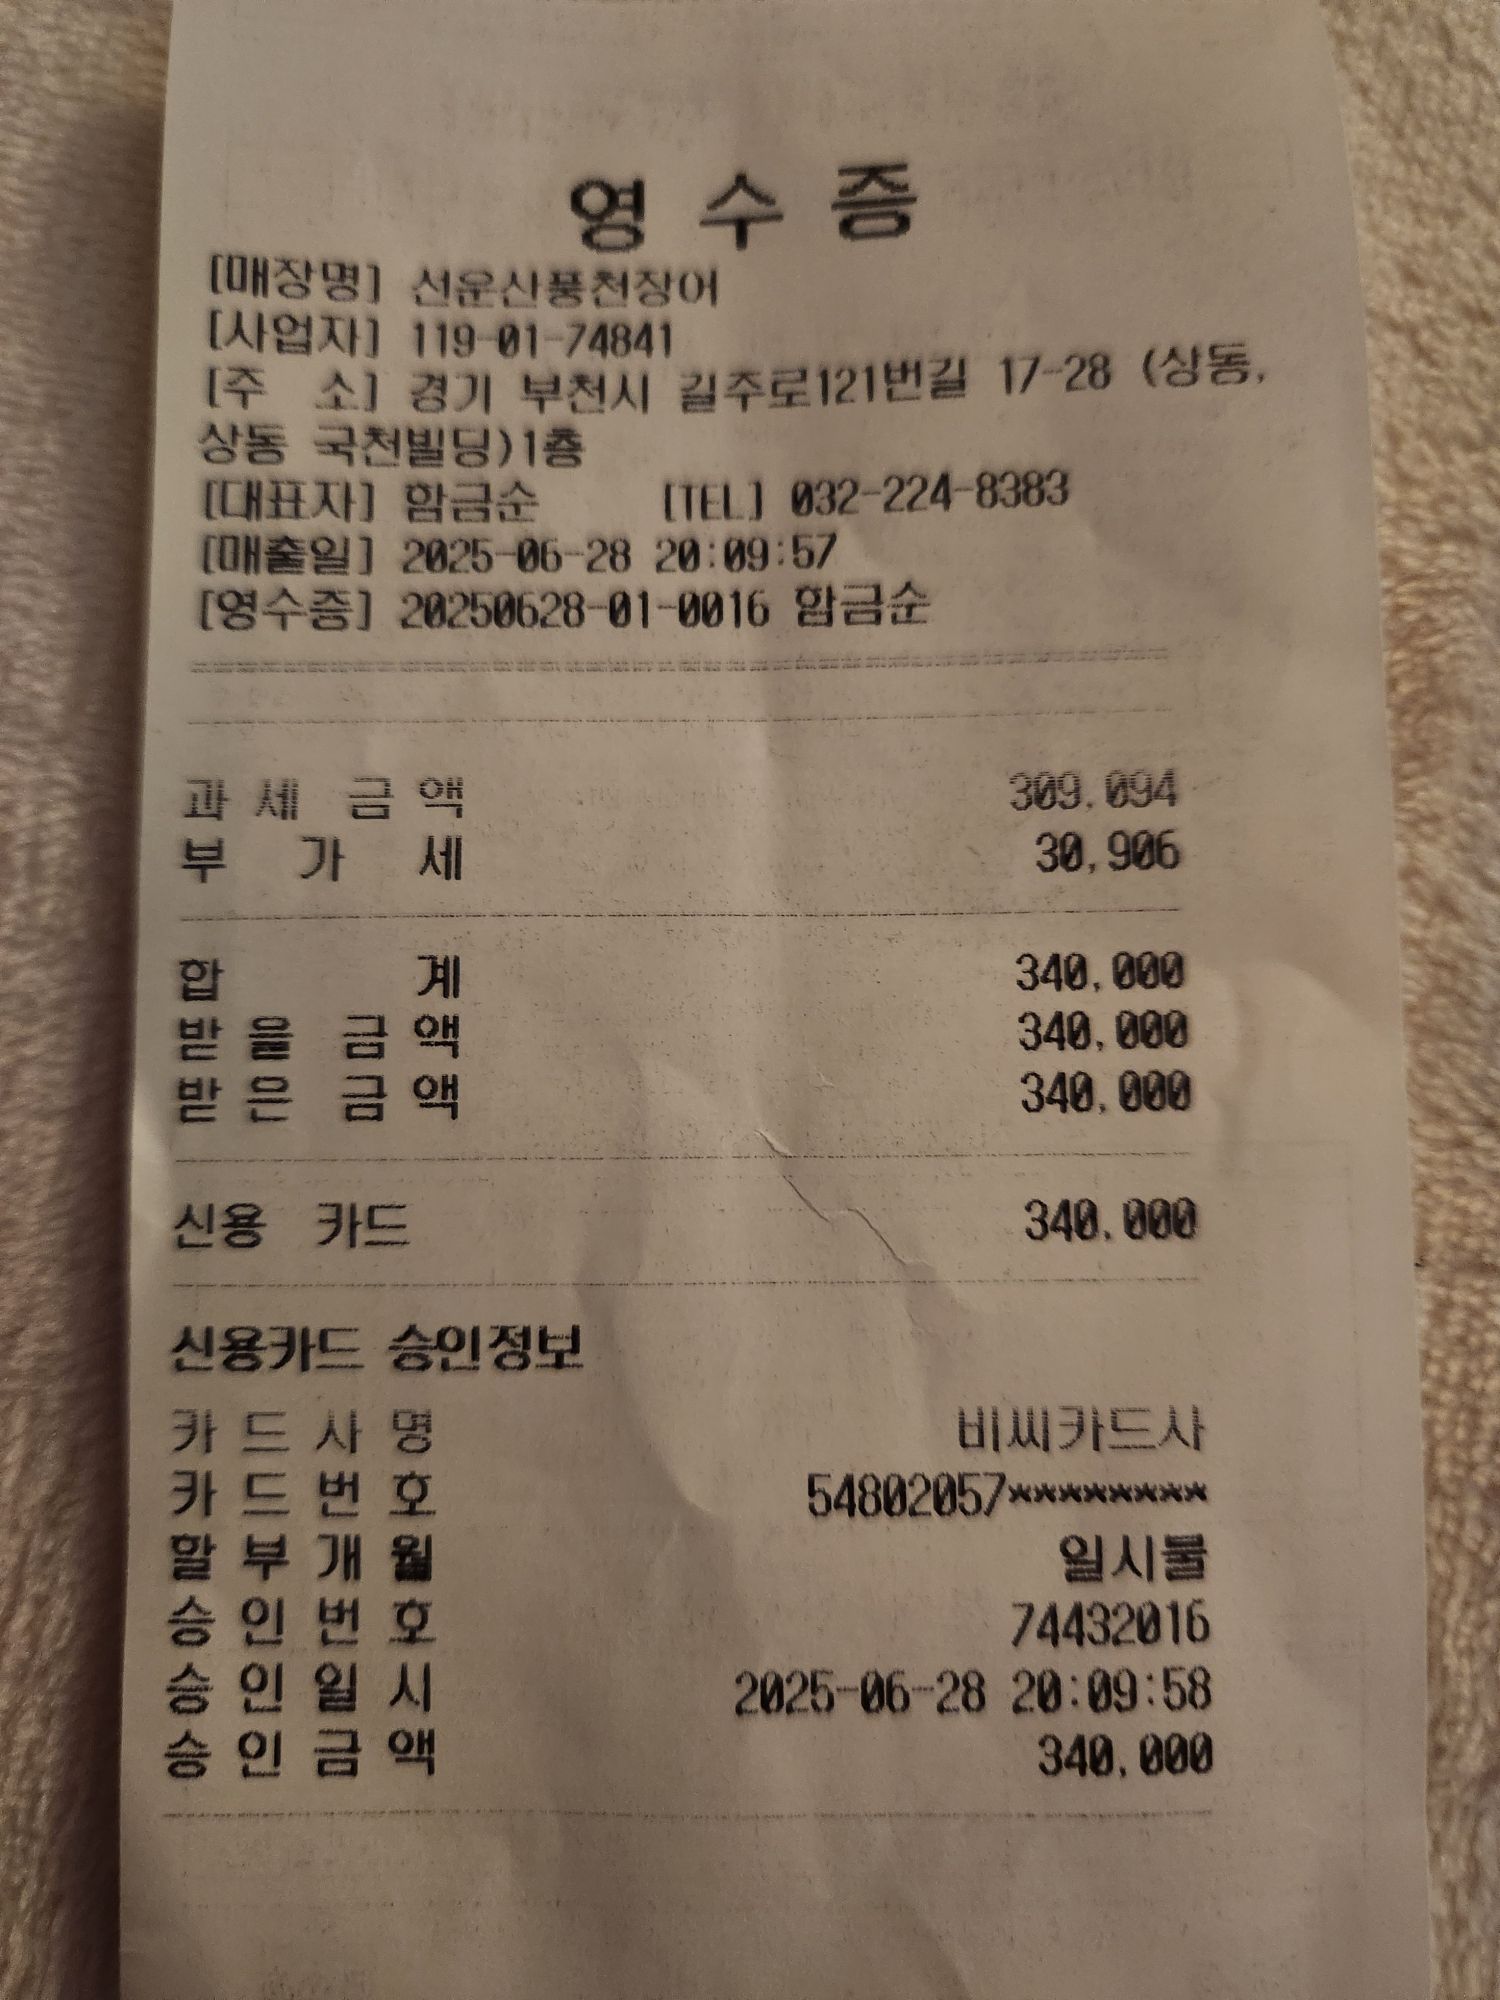 영 수 증
[매장명] 선운산풍천장어
[사업자] 119-01-74841
[주 소] 경기 부천시 길주로121번길 17-28 (상동,
상동 국천빌딩)1층
[대표자] 함금순 [TEL] 032-224-8383
[매출일] 2025-06-28 20:09:57
[영수증] 20250628-01-0016 함금순
과 세 금 액 309,094
부 가 세 30,906
합 계 340,000
받 을 금 액 340,000
받 은 금 액 340,000
신용 카드 340,000
신용카드 승인정보
카 드 사 명 비씨카드사
카 드 번 호 54802057********
할 부 개 월 일시불
승 인 번 호 74432016
승 인 일 시 2025-06-28 20:09:58
승 인 금 액 340,000